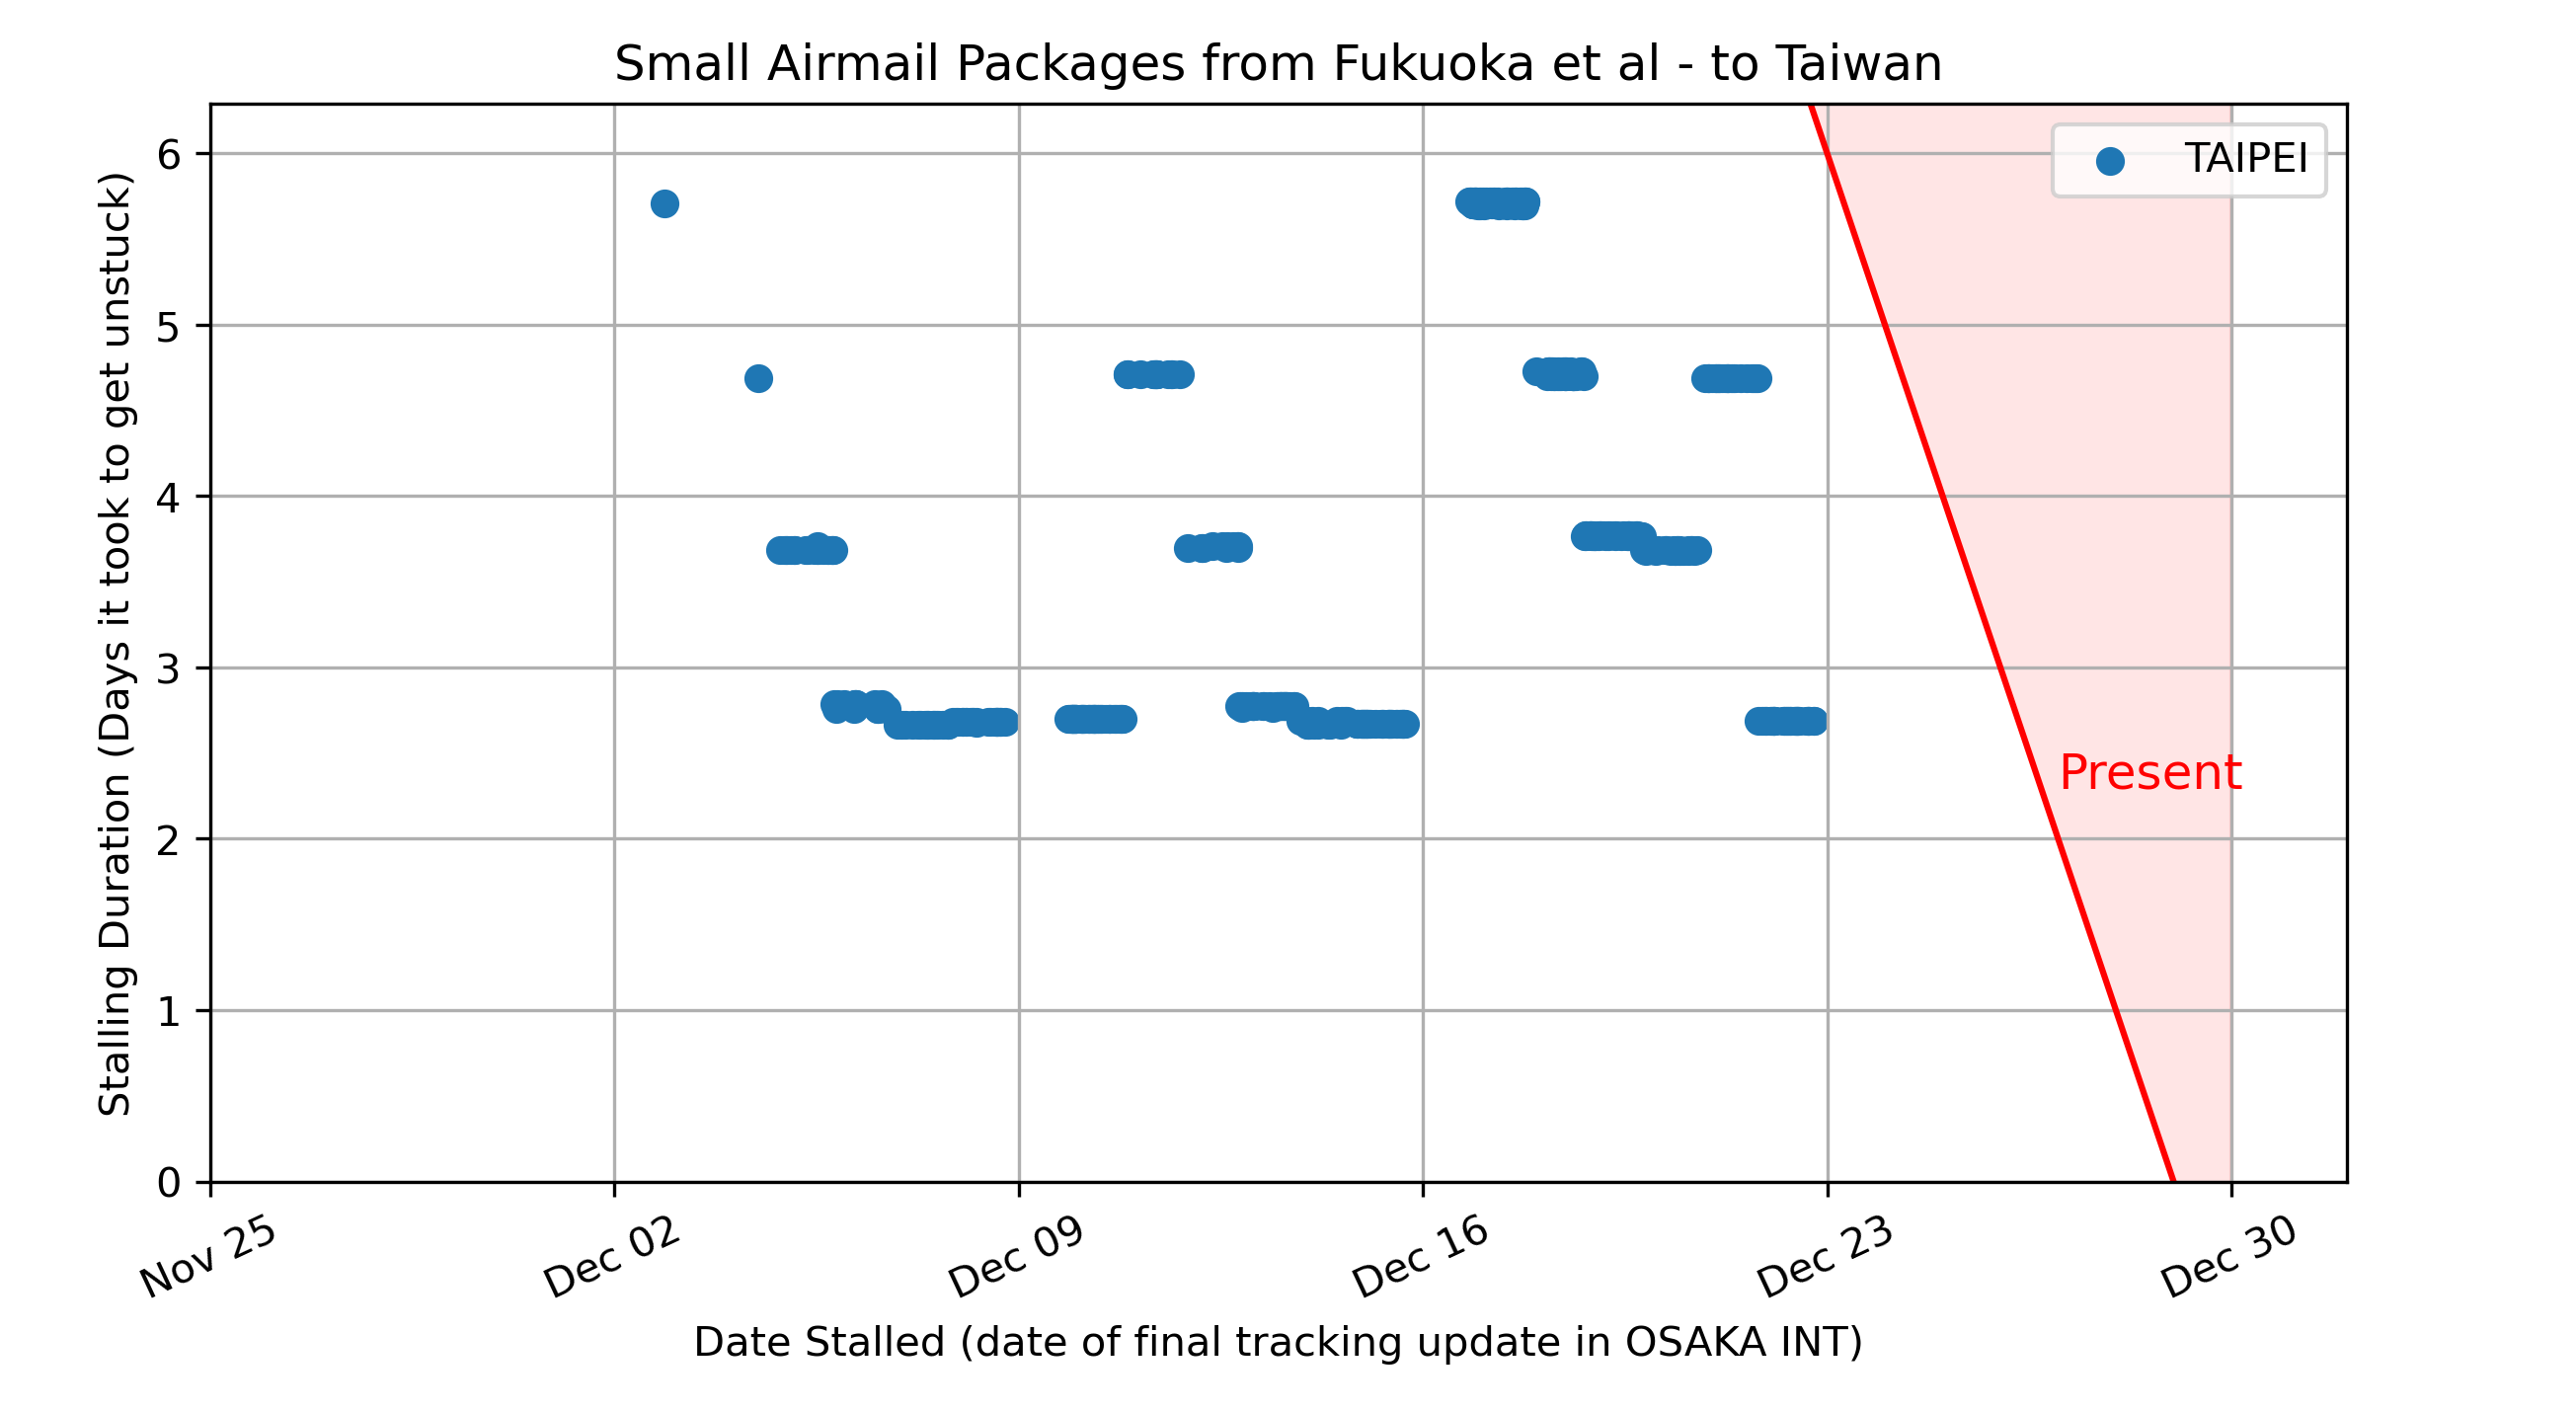 Small Airmail Packages from Fukuoka et al - to Taiwan
TAIPEI
Stalling Duration (Days it took to get unstuck)
6
5
4
3
2
1
0
Present
Nov 25
Dec 02
Dec 09
Dec 16
Dec 23
Dec 30
Date Stalled (date of final tracking update in OSAKA INT)